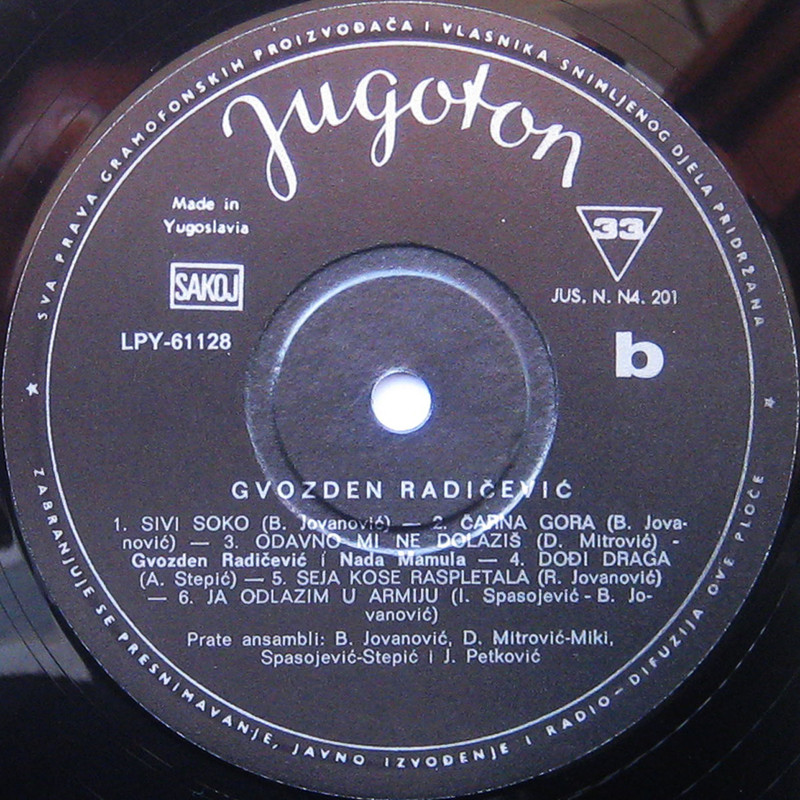 SVA PRAVA GRAMOFONSKIH PROIZVOĐAČA I VLASNIKA SNIMLJENOG DJELA PRIDRŽANA
Jugoton
Made in
Yugoslavia
33
SAKOJ
JUS. N. N4. 201
LPY-61128
b
GVOZDEN RADIČEVIĆ
1. SIVI SOKO (B. Jovanović) — 2. ČARNA GORA (B. Jova-
nović) — 3. ODAVNO MI NE DOLAZIŠ (D. Mitrović) -
Gvozden Radičević i Nada Mamula — 4. DOĐI DRAGA
(A. Stepić) — 5. SEJA KOSE RASPLETALA (R. Jovanović)
— 6. JA ODLAZIM U ARMIJU (I. Spasojević - B. Jo-
vanović)
Prate ansambli: B. Jovanović, D. Mitrović-Miki,
Spasojević-Stepić i J. Petković
ZABRANJUJE SE PRESNIMAVANJE, JAVNO IZVOĐENJE I RADIO-DIFUZIJA OVE PLOČE